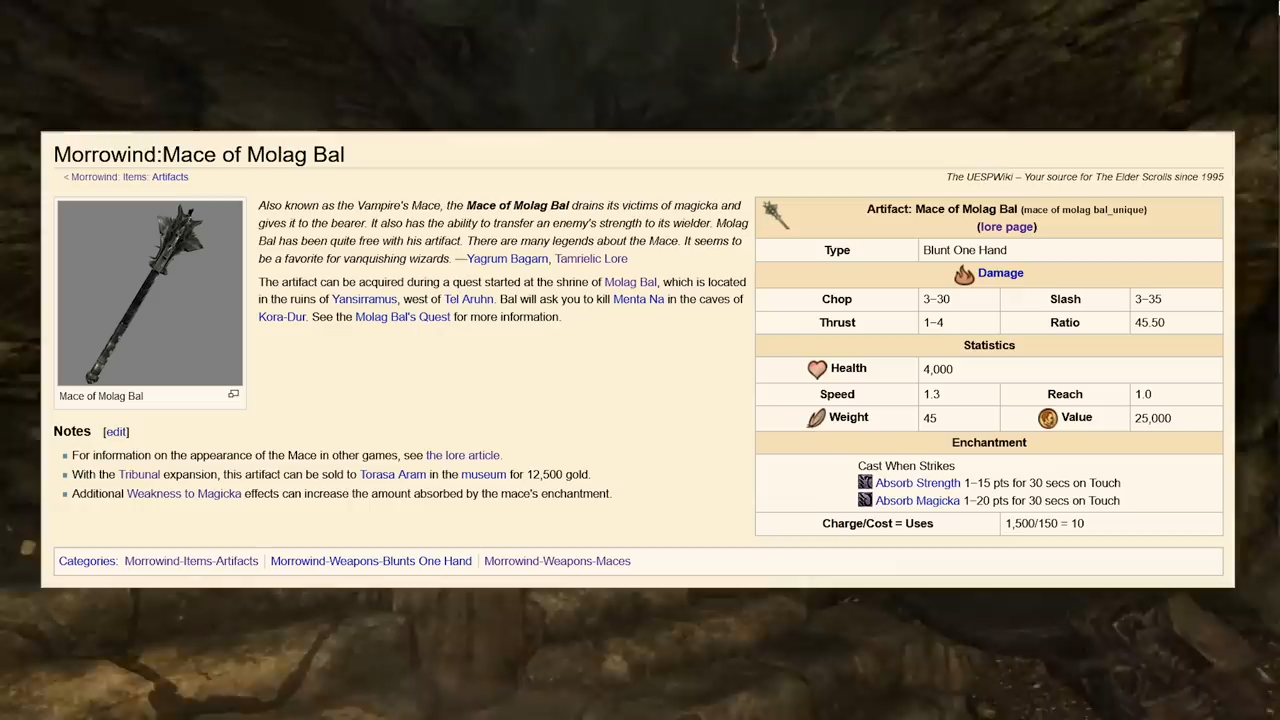 Morrowind:Mace of Molag Bal
< Morrowind: Items: Artifacts
The UESPWiki – Your source for The Elder Scrolls since 1995
Mace of Molag Bal
Also known as the Vampire's Mace, the Mace of Molag Bal drains its victims of magicka and
gives it to the bearer. It also has the ability to transfer an enemy's strength to its wielder. Molag
Bal has been quite free with his artifact. There are many legends about the Mace. It seems to
be a favorite for vanquishing wizards. —Yagrum Bagarn, Tamrielic Lore
The artifact can be acquired during a quest started at the shrine of Molag Bal, which is located
in the ruins of Yansirramus, west of Tel Aruhn. Bal will ask you to kill Menta Na in the caves of
Kora-Dur. See the Molag Bal's Quest for more information.
Notes [edit]
For information on the appearance of the Mace in other games, see the lore article.
With the Tribunal expansion, this artifact can be sold to Torasa Aram in the museum for 12,500 gold.
Additional Weakness to Magicka effects can increase the amount absorbed by the mace's enchantment.
Artifact: Mace of Molag Bal (mace of molag bal_unique)
(lore page)
Type Blunt One Hand
Damage
Chop 3–30 Slash 3–35
Thrust 1–4 Ratio 45.50
Statistics
Health 4,000
Speed 1.3 Reach 1.0
Weight 45 Value 25,000
Enchantment
Cast When Strikes
Absorb Strength 1–15 pts for 30 secs on Touch
Absorb Magicka 1–20 pts for 30 secs on Touch
Charge/Cost = Uses 1,500/150 = 10
Categories: Morrowind-Items-Artifacts Morrowind-Weapons-Blunts One Hand Morrowind-Weapons-Maces